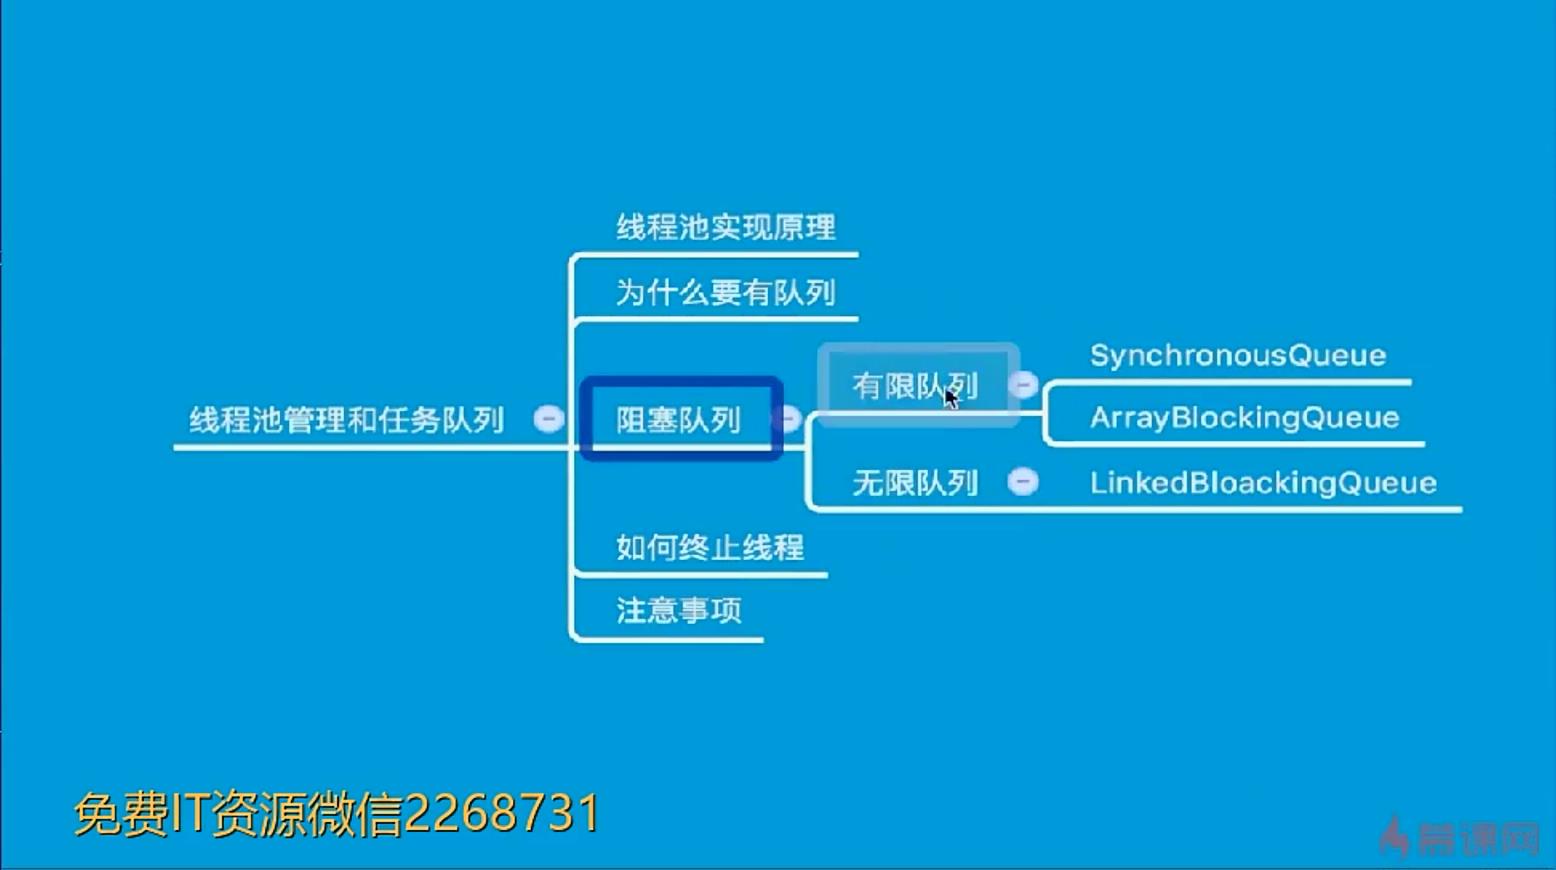 线程池实现原理
为什么要有队列
线程池管理和任务队列
阻塞队列
有限队列
SynchronousQueue
ArrayBlockingQueue
无限队列
LinkedBloackingQueue
如何终止线程
注意事项
免费IT资源微信2268731
慕课网